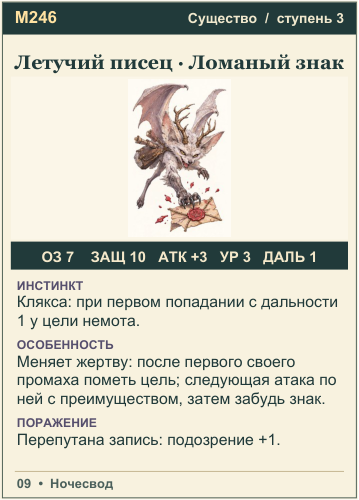 М246
Существо / ступень 3
Летучий писец · Ломаный знак
ОЗ 7 ЗАЩ 10 АТК +3 УР 3 ДАЛЬ 1
ИНСТИНКТ
Клякса: при первом попадании с дальности
1 у цели немота.
ОСОБЕННОСТЬ
Меняет жертву: после первого своего
промаха пометь цель; следующая атака по
ней с преимуществом, затем забудь знак.
ПОРАЖЕНИЕ
Перепутана запись: подозрение +1.
09 • Ночесвод